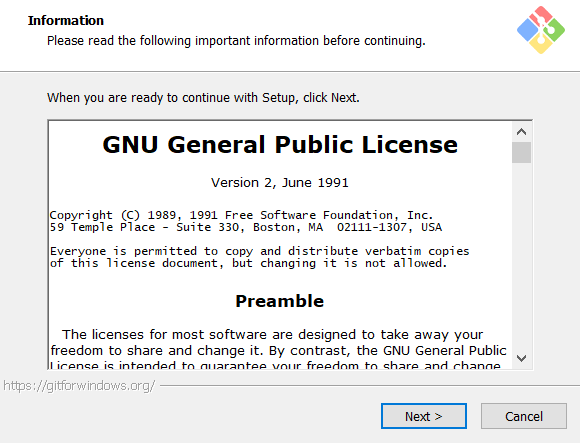 Information
Please read the following important information before continuing.
When you are ready to continue with Setup, click Next.
GNU General Public License
Version 2, June 1991
Copyright (C) 1989, 1991 Free Software Foundation, Inc.
59 Temple Place - Suite 330, Boston, MA  02111-1307, USA
Everyone is permitted to copy and distribute verbatim copies
of this license document, but changing it is not allowed.
Preamble
The licenses for most software are designed to take away your
freedom to share and change it. By contrast, the GNU General Public
License is intended to guarantee your freedom to share and change
https://gitforwindows.org/
Next >
Cancel